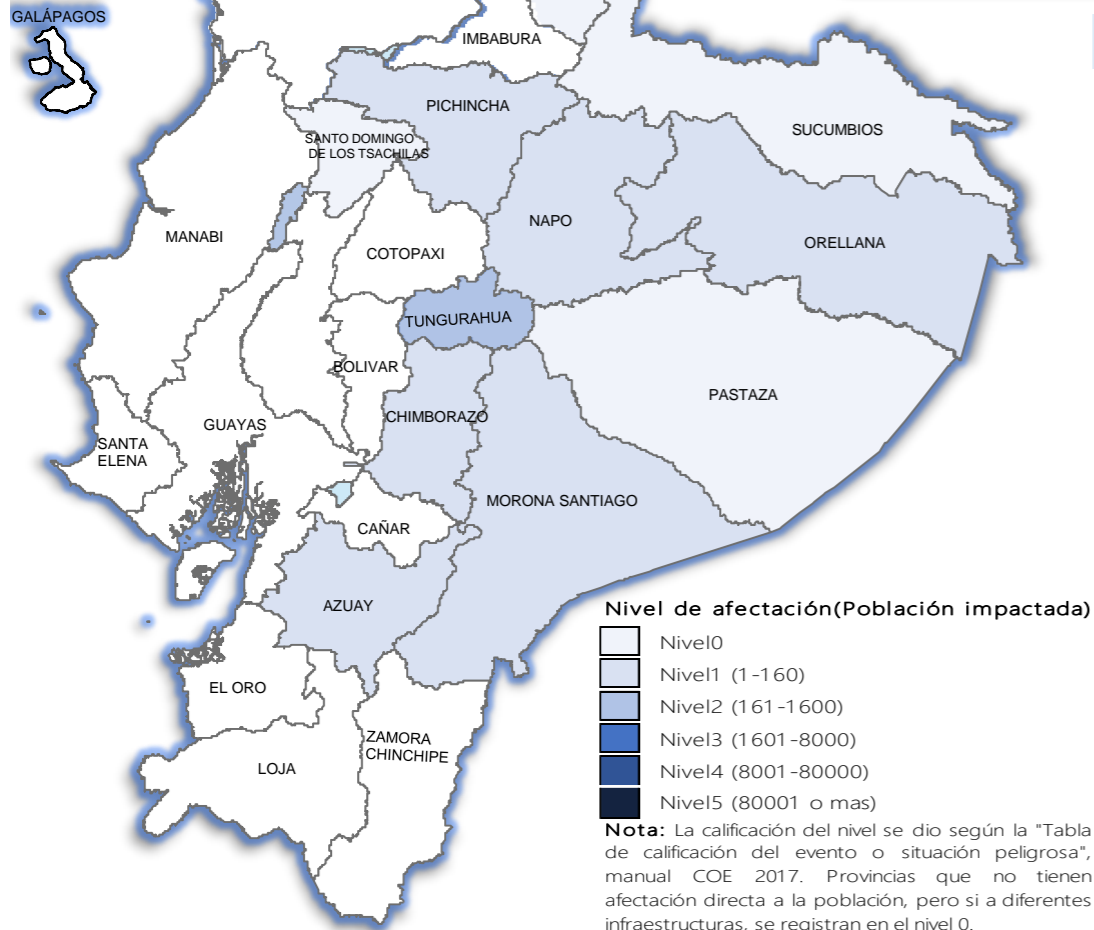 GALÁPAGOS
IMBABURA
PICHINCHA
SUCUMBIOS
SANTO DOMINGO
DE LOS TSACHILAS
NAPO
MANABI
ORELLANA
COTOPAXI
TUNGURAHUA
BOLIVAR
PASTAZA
CHIMBORAZO
GUAYAS
SANTA
ELENA
MORONA SANTIAGO
CAÑAR
AZUAY
EL ORO
ZAMORA
CHINCHIPE
LOJA
Nivel de afectación(Población impactada)
Nivel0
Nivel1 (1-160)
Nivel2 (161-1600)
Nivel3 (1601-8000)
Nivel4 (8001-80000)
Nivel5 (80001 o mas)
Nota: La calificación del nivel se dio según la "Tabla
de calificación del evento o situación peligrosa",
manual COE 2017. Provincias que no tienen
afectación directa a la población, pero si a diferentes
infraestructuras, se registran en el nivel 0.